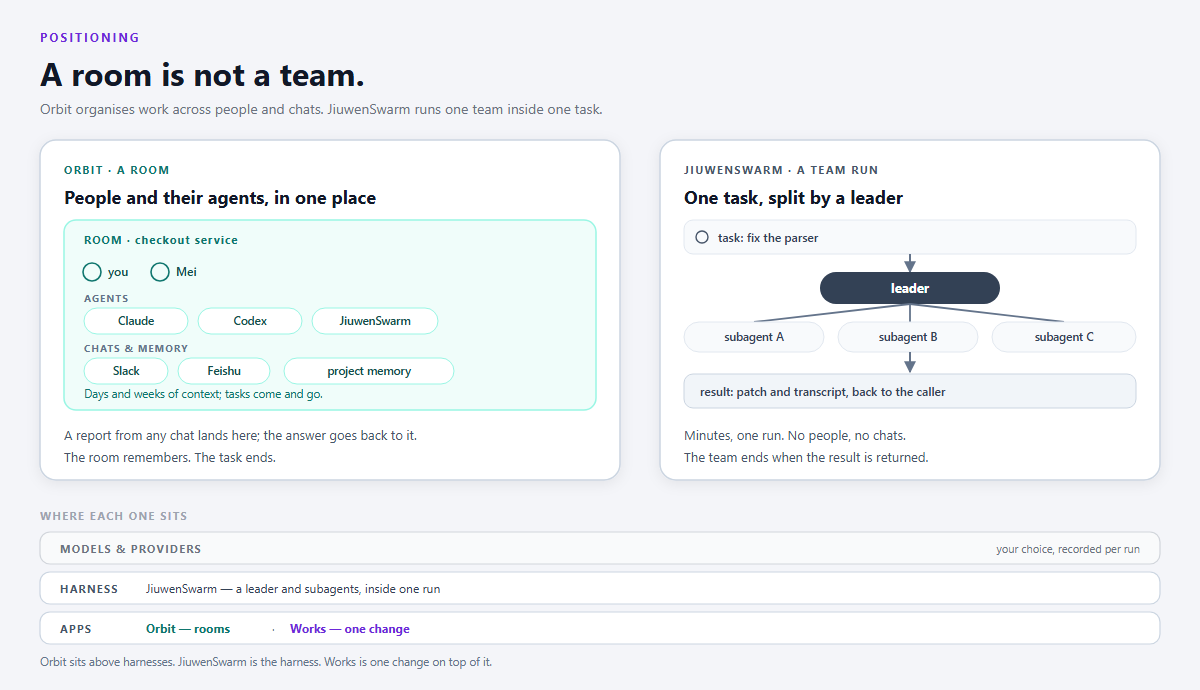 POSITIONING
A room is not a team.
Orbit organises work across people and chats. JiuwenSwarm runs one team inside one task.
ORBIT · A ROOM
People and their agents, in one place
ROOM · checkout service
you
Mei
AGENTS
Claude
Codex
JiuwenSwarm
CHATS & MEMORY
Slack
Feishu
project memory
Days and weeks of context; tasks come and go.
A report from any chat lands here; the answer goes back to it.
The room remembers. The task ends.
JIUWENSWARM · A TEAM RUN
One task, split by a leader
task: fix the parser
leader
subagent A
subagent B
subagent C
result: patch and transcript, back to the caller
Minutes, one run. No people, no chats.
The team ends when the result is returned.
WHERE EACH ONE SITS
MODELS & PROVIDERS
your choice, recorded per run
HARNESS
JiuwenSwarm — a leader and subagents, inside one run
APPS
Orbit — rooms · Works — one change
Orbit sits above harnesses. JiuwenSwarm is the harness. Works is one change on top of it.